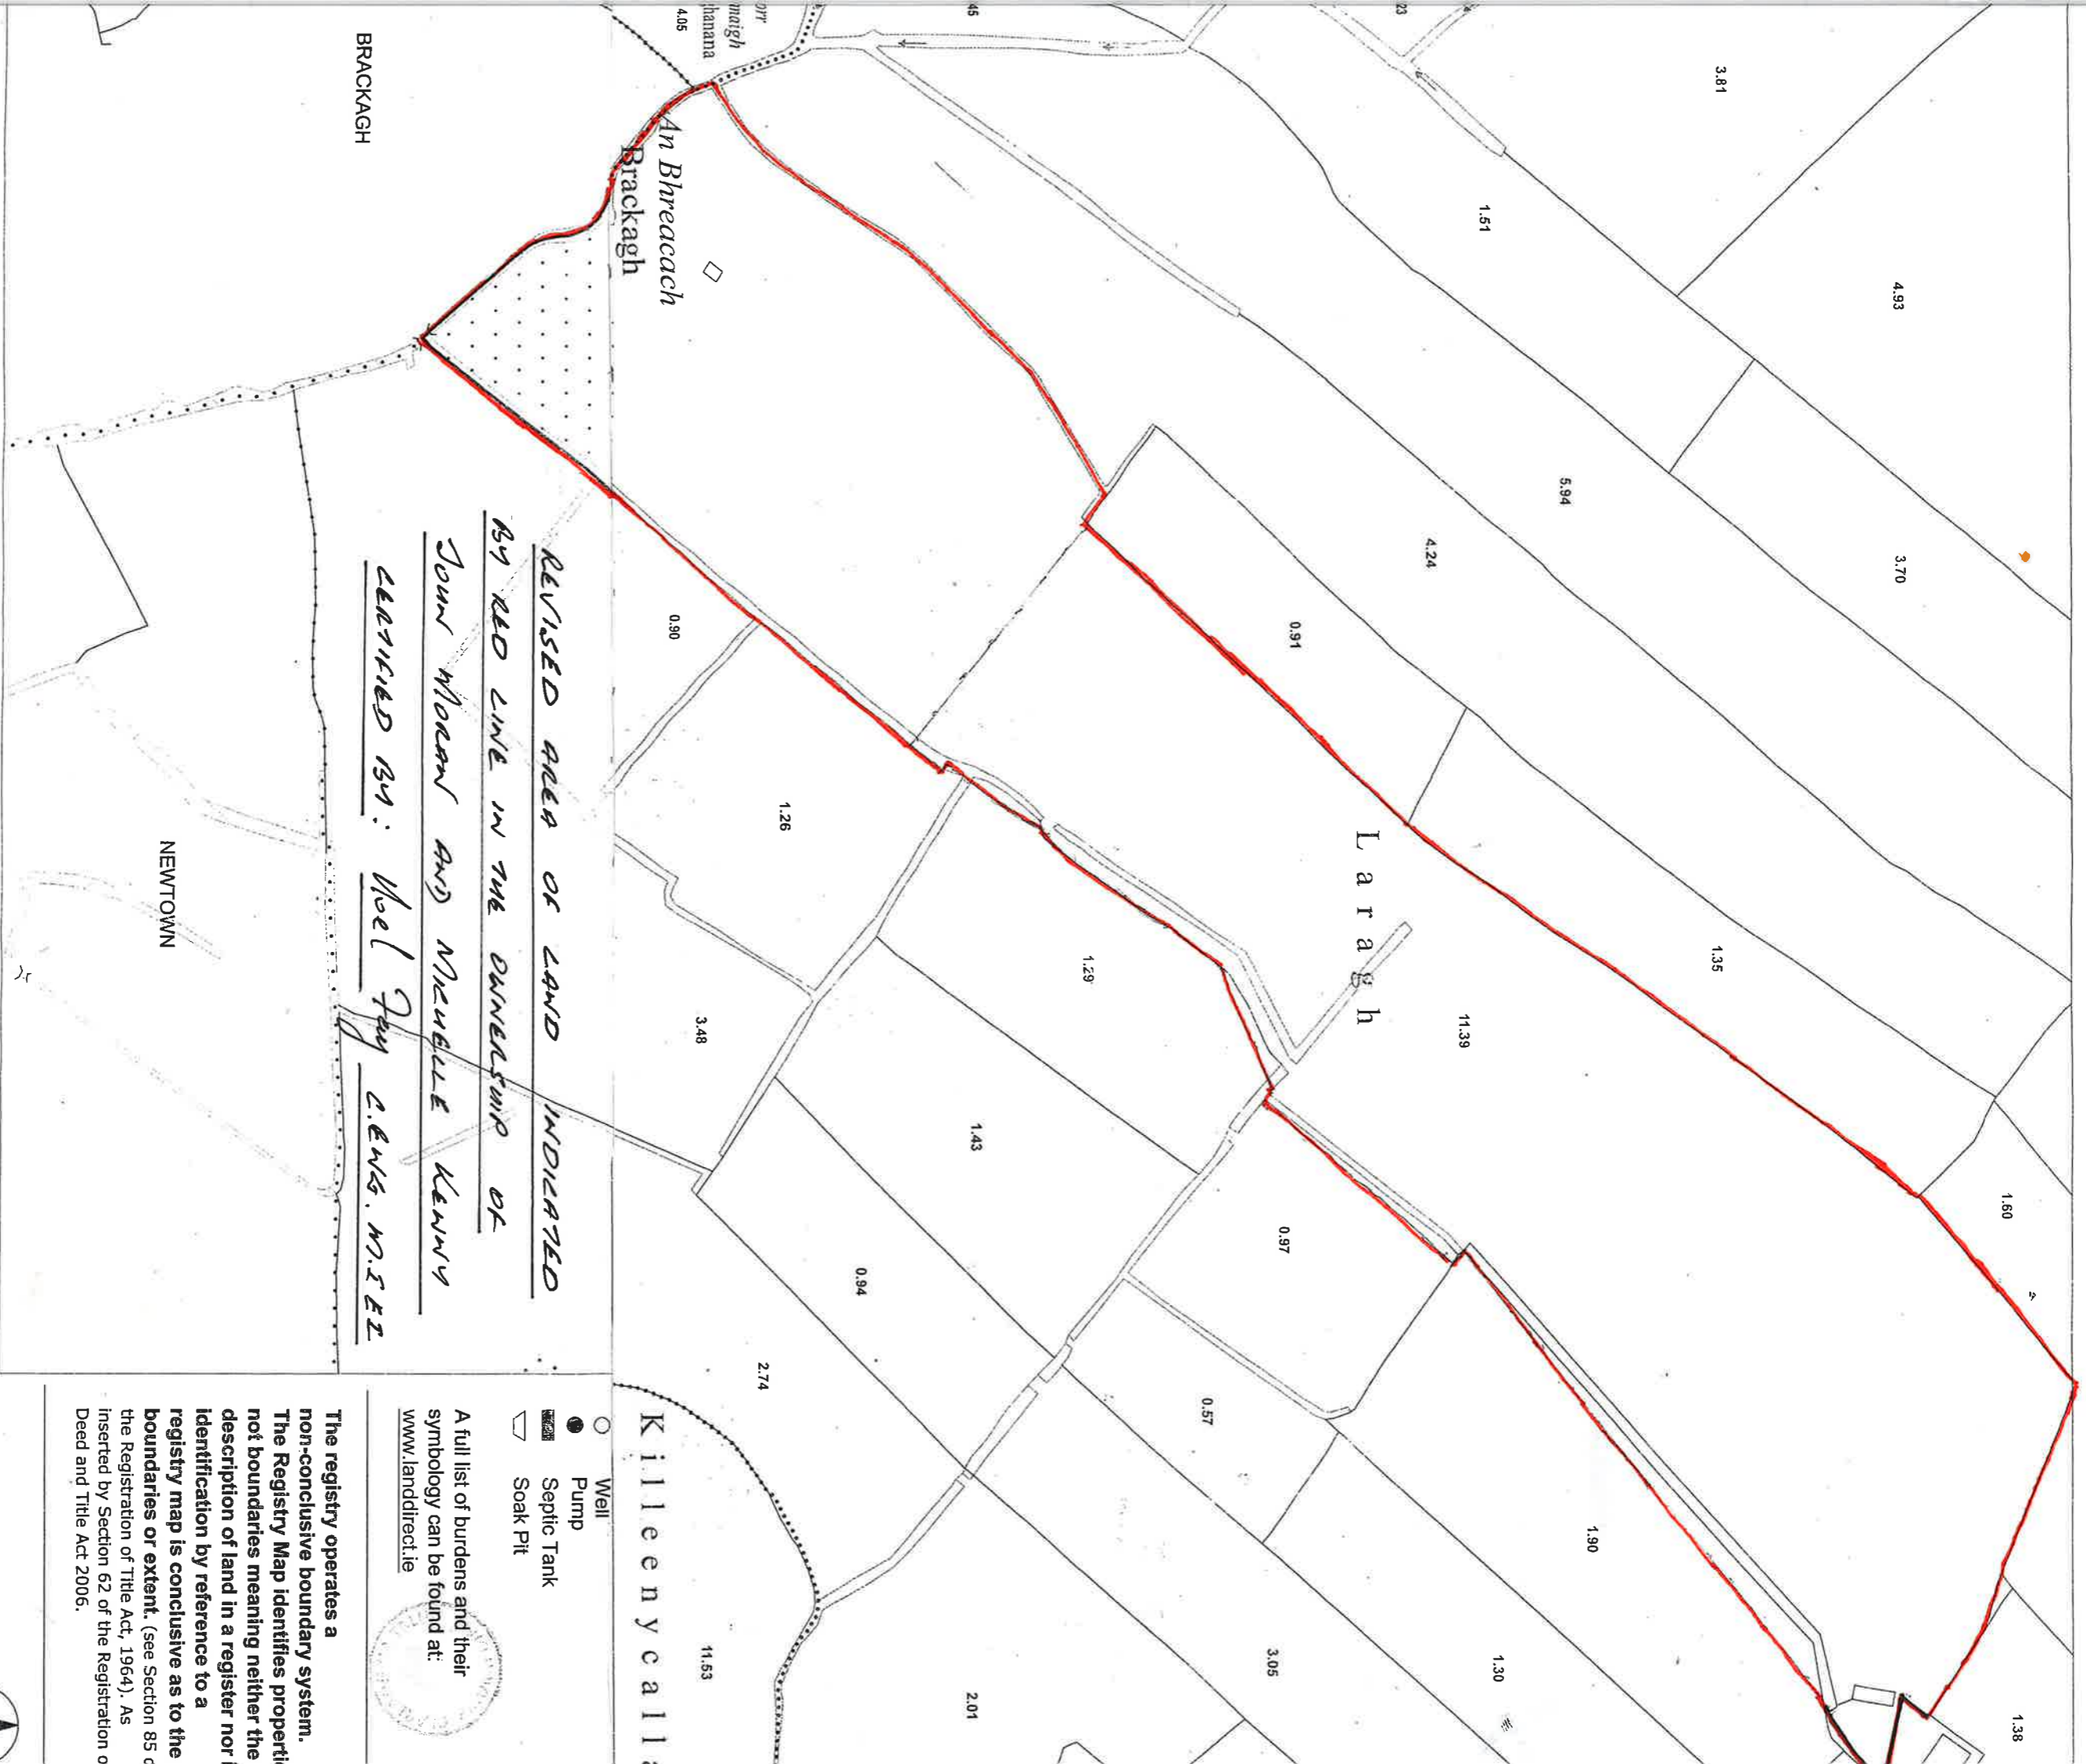 orr
maigh
hanana
4.05
45
23
3.81
1.51
4.93
BRACKAGH
An Bhreacach
Brackagh
5.94
4.24
3.70
0.91
0.90
1.26
Laragh
11.39
1.35
1.29
3.48
1.43
0.97
1.60
0.94
2.74
0.57
1.90
1.30
3.05
2.01
11.53
1.38
NEWTOWN
Killeenycalla
REVISED AREA OF LAND INDICATED
BY RED LINE IN THE OWNERSHIP OF
JOHN MORAN AND MICHELLE KENNY
CERTIFIED BY: Noel Fay C.ENG. M.I.E.I
Well
Pump
Septic Tank
Soak Pit
A full list of burdens and their
symbology can be found at:
www.landdirect.ie
The registry operates a
non-conclusive boundary system.
The Registry Map identifies properti
not boundaries meaning neither the
description of land in a register nor i
identification by reference to a
registry map is conclusive as to the
boundaries or extent. (see Section 85 o
the Registration of Title Act, 1964). As
inserted by Section 62 of the Registration o
Deed and Title Act 2006.